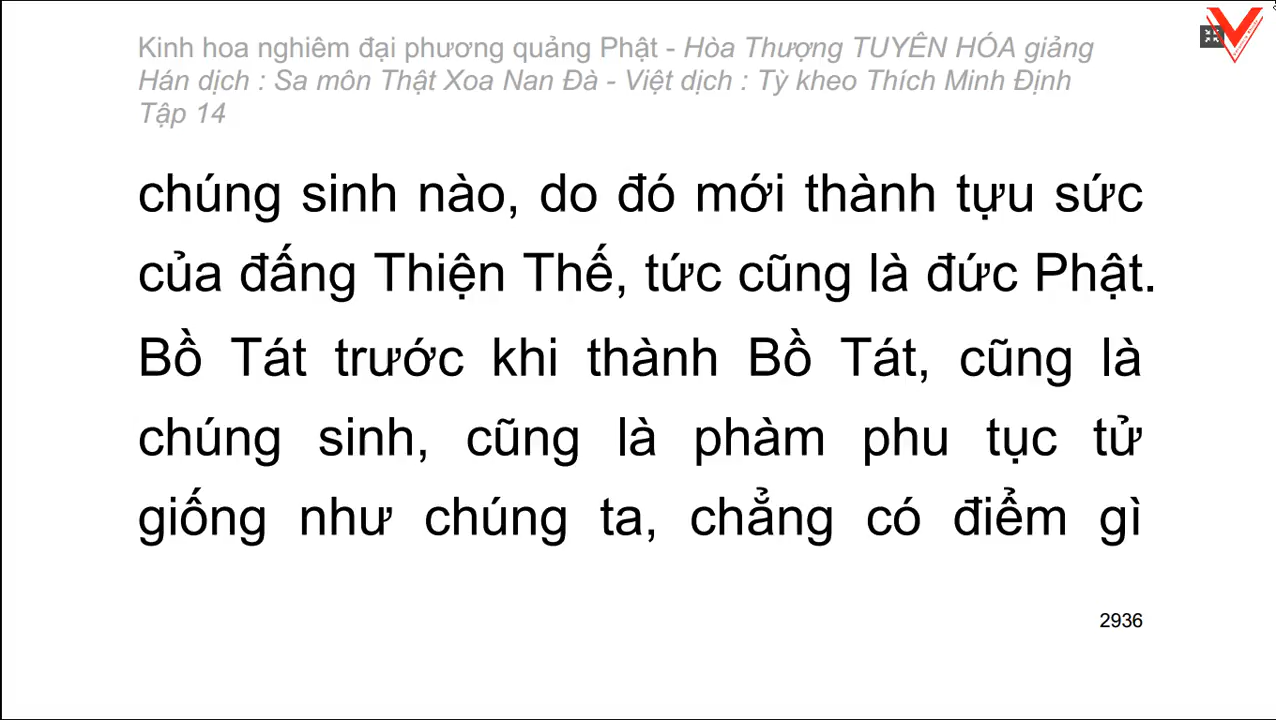 Kinh hoa nghiêm đại phương quảng Phật - Hòa Thượng TUYÊN HÓA giảng
Hán dịch : Sa môn Thật Xoa Nan Đà - Việt dịch : Tỳ kheo Thích Minh Định
Tập 14
chúng sinh nào, do đó mới thành tựu sức
của đấng Thiện Thế, tức cũng là đức Phật.
Bồ Tát trước khi thành Bồ Tát, cũng là
chúng sinh, cũng là phàm phu tục tử
giống như chúng ta, chẳng có điểm gì
2936